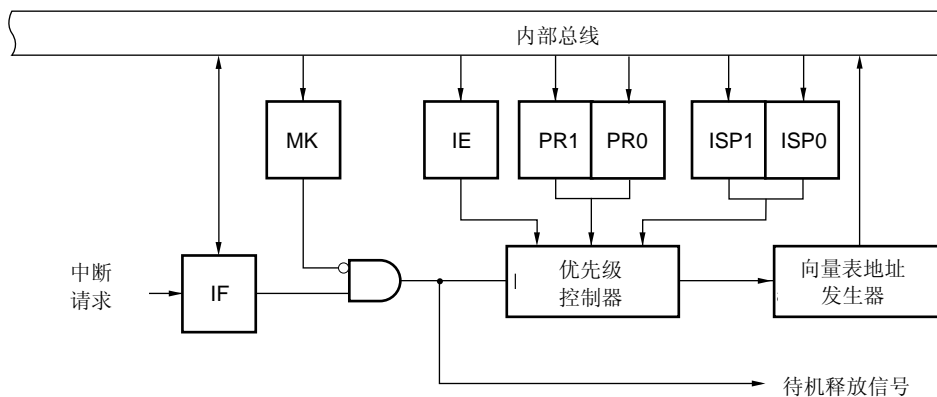 内部总线
MK
IE
PR1
PR0
ISP1
ISP0
中断
请求
IF
优先级
控制器
向量表地址
发生器
待机释放信号